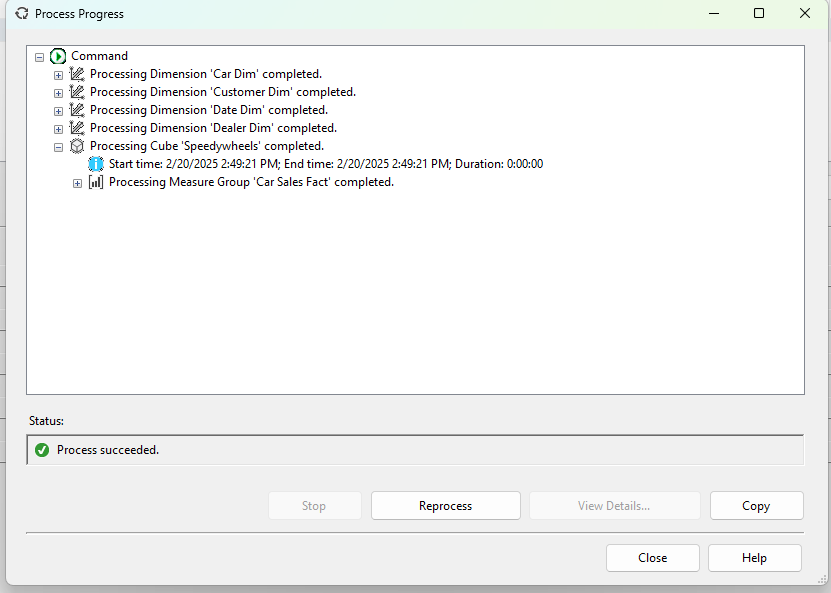 Process Progress
Command
Processing Dimension 'Car Dim' completed.
Processing Dimension 'Customer Dim' completed.
Processing Dimension 'Date Dim' completed.
Processing Dimension 'Dealer Dim' completed.
Processing Cube 'Speedywheels' completed.
Start time: 2/20/2025 2:49:21 PM; End time: 2/20/2025 2:49:21 PM; Duration: 0:00:00
Processing Measure Group 'Car Sales Fact' completed.
Status:
Process succeeded.
Stop Reprocess View Details... Copy
Close Help